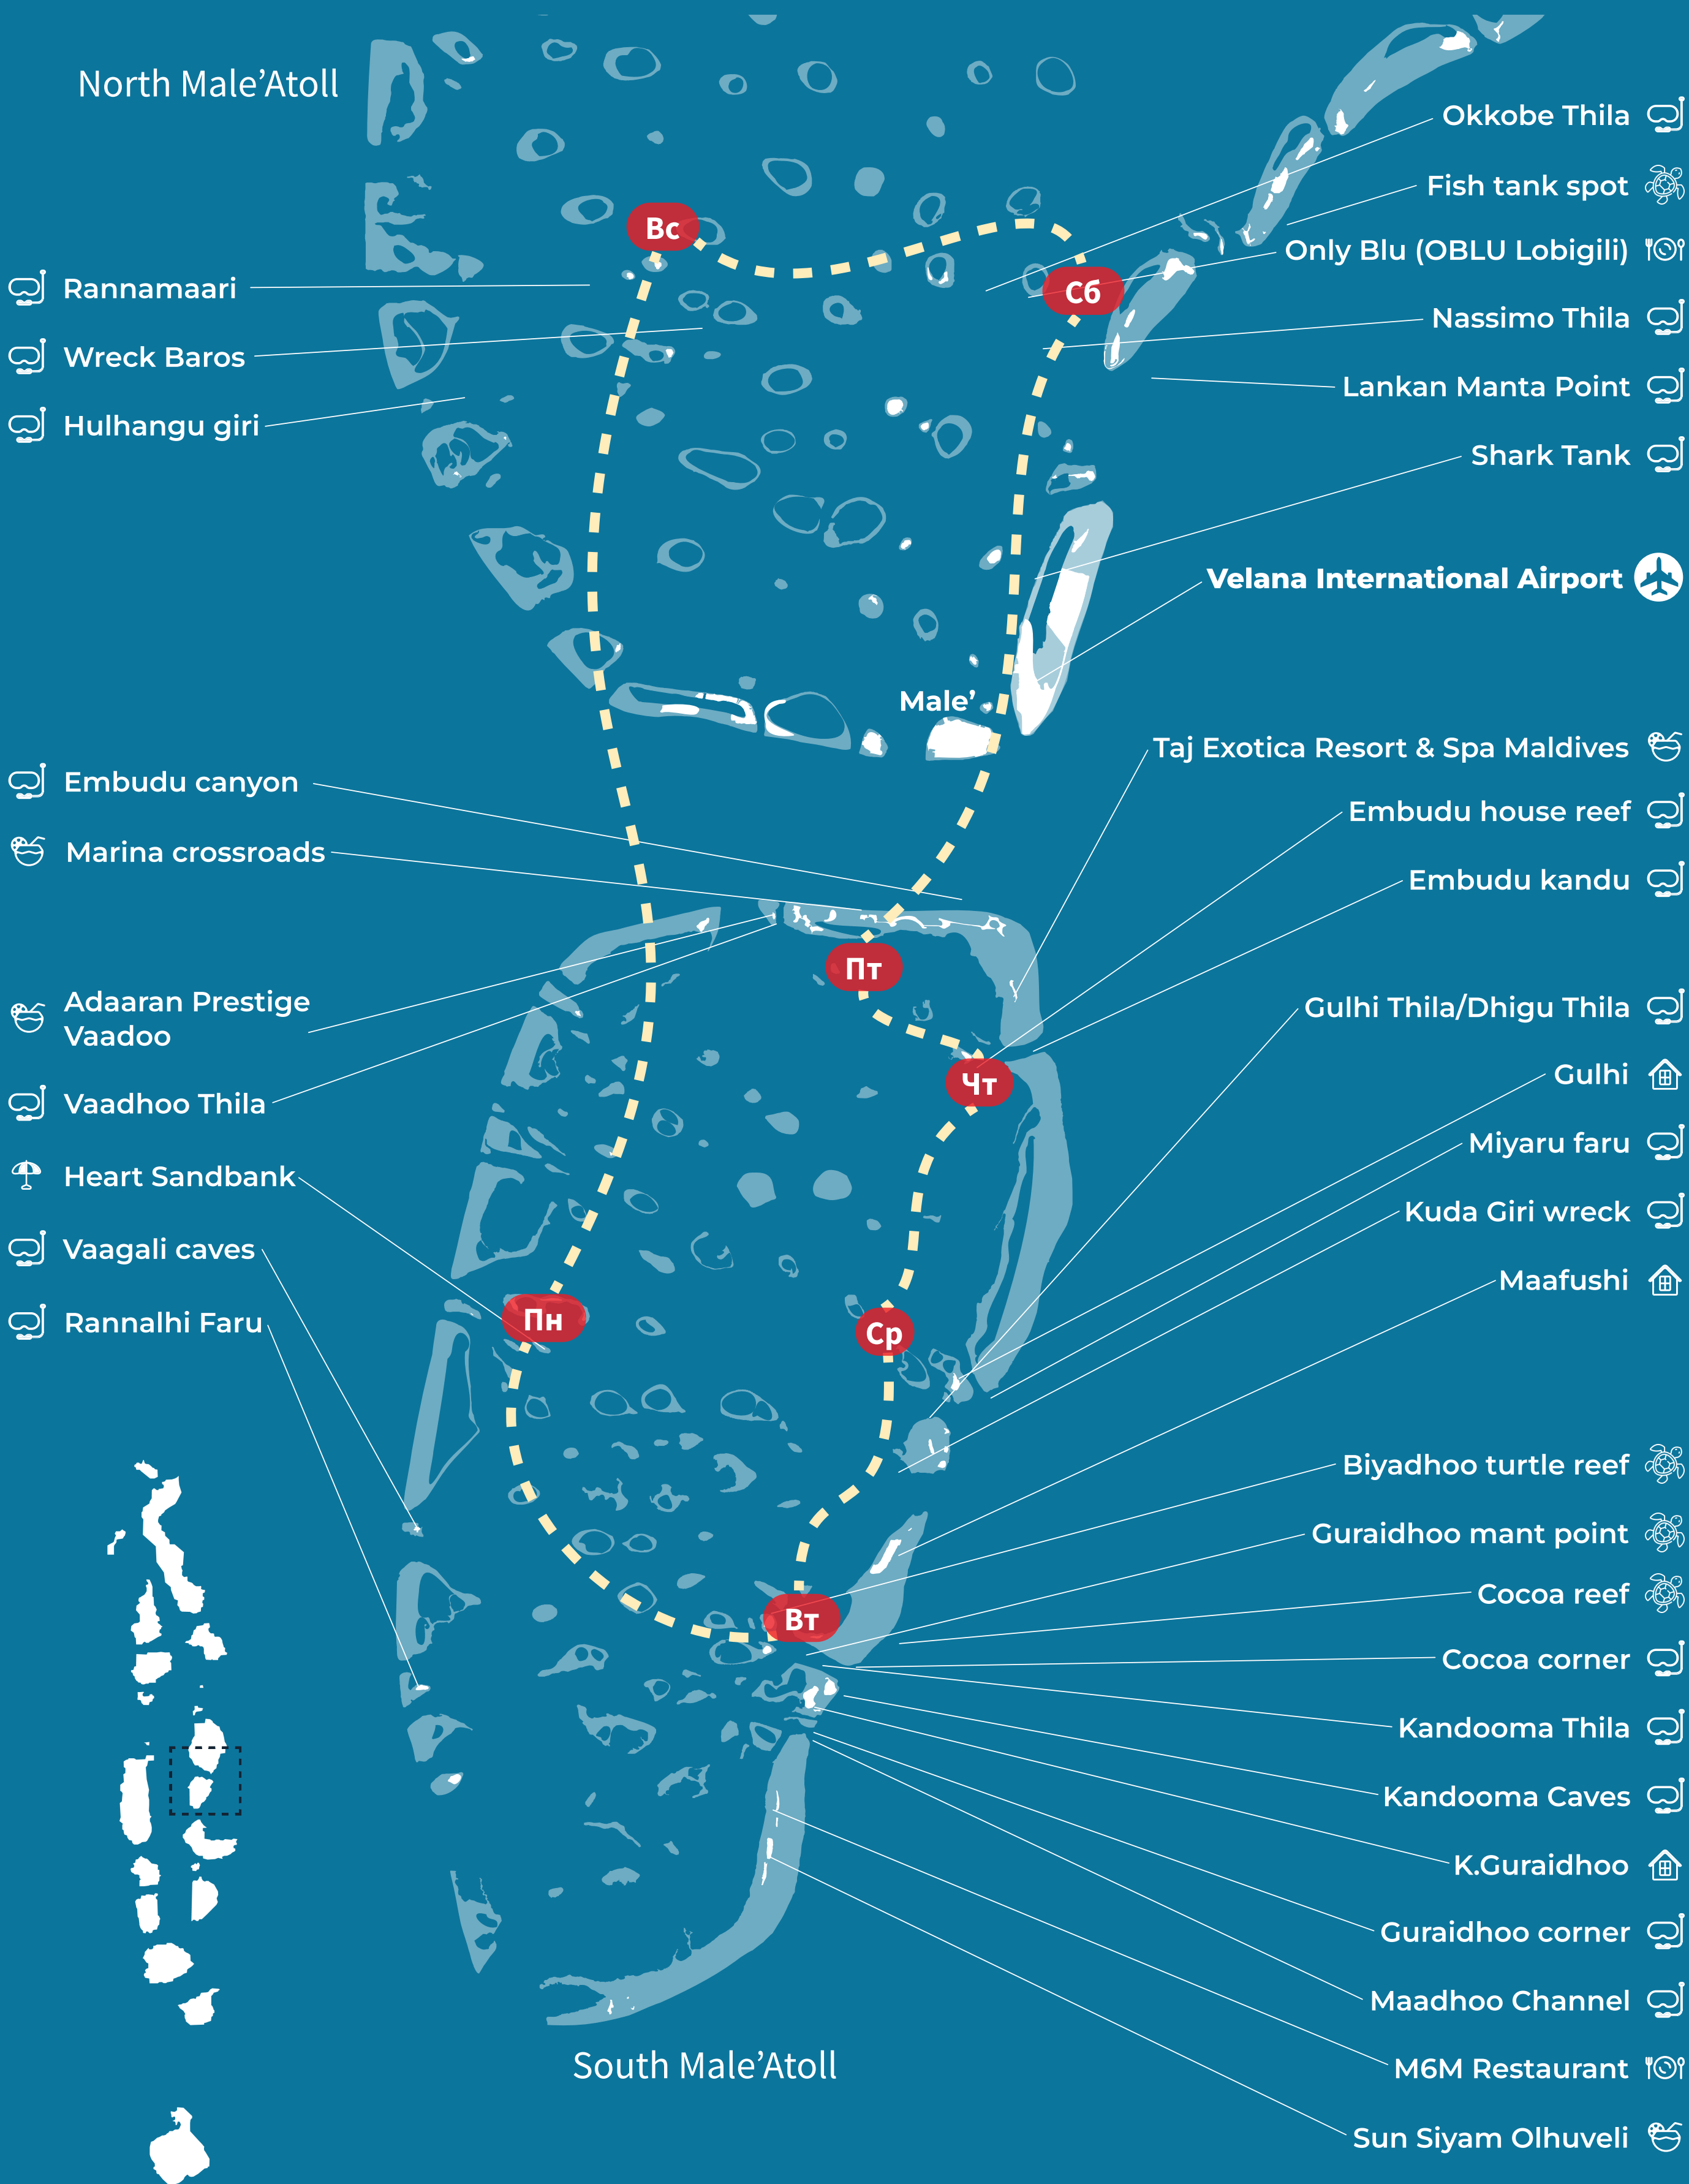 North Male’Atoll
Okkobe Thila
Fish tank spot
Only Blu (OBLU Lobigili)
Nassimo Thila
Lankan Manta Point
Shark Tank
Velana International Airport
Вс
Сб
Rannamaari
Wreck Baros
Hulhangu giri
Male’
Embudu canyon
Marina crossroads
Adaaran Prestige
Vaadoo
Vaadhoo Thila
Heart Sandbank
Vaagali caves
Rannalhi Faru
Пт
Чт
Пн
Ср
Вт
Taj Exotica Resort & Spa Maldives
Embudu house reef
Embudu kandu
Gulhi Thila/Dhigu Thila
Gulhi
Miyaru faru
Kuda Giri wreck
Maafushi
Biyadhoo turtle reef
Guraidhoo mant point
Cocoa reef
Cocoa corner
Kandooma Thila
Kandooma Caves
K.Guraidhoo
Guraidhoo corner
Maadhoo Channel
M6M Restaurant
Sun Siyam Olhuveli
South Male’Atoll